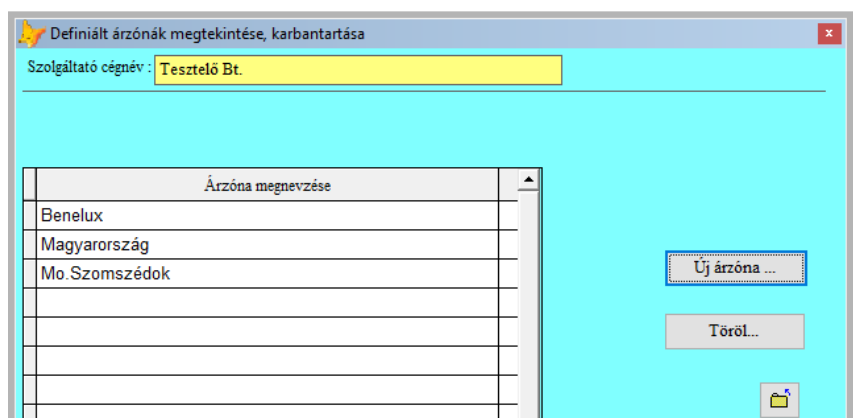 Definiált árzónák megtekintése, karbantartása
Szolgáltató cégnév : Tesztelő Bt.
Árzóna megnevzése
Benelux
Magyarország
Mo.Szomszédok
Új árzóna ...
Töröl...